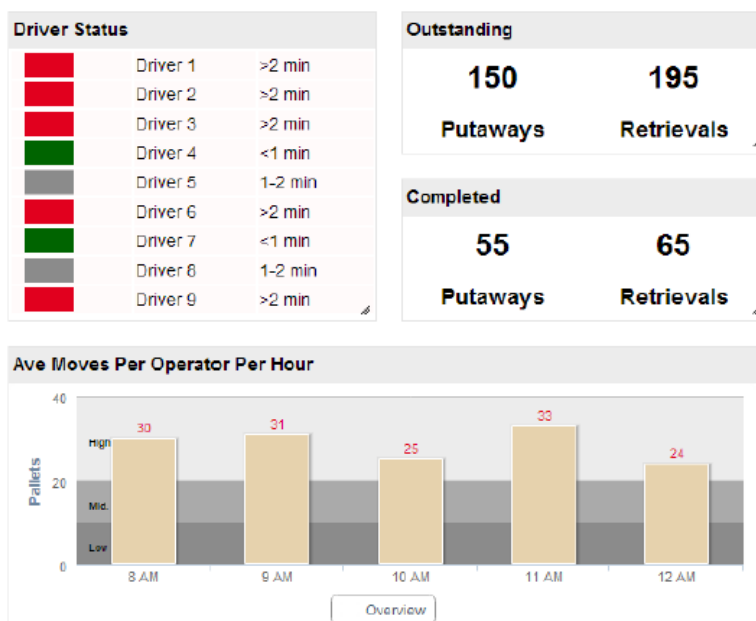 Driver Status
Driver 1 >2 min
Driver 2 >2 min
Driver 3 >2 min
Driver 4 <1 min
Driver 5 1-2 min
Driver 6 >2 min
Driver 7 <1 min
Driver 8 1-2 min
Driver 9 >2 min
Outstanding
150 195
Putaways Retrievals
Completed
55 65
Putaways Retrievals
Ave Moves Per Operator Per Hour
40
30 31 25 33 24
High
20
Mid.
Low
0
Pallets
8 AM 9 AM 10 AM 11 AM 12 AM
Overview